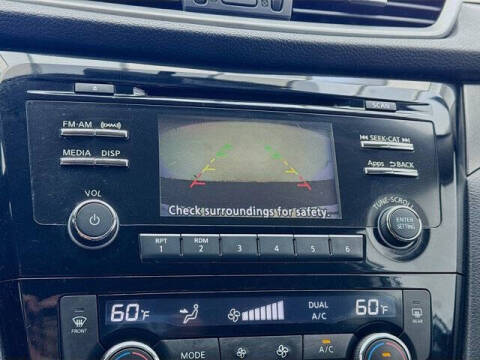 SCAN
FM·AM
SEEK·CAT
MEDIA DISP
Apps BACK
VOL
TUNE·SCROLL
ENTER
SETTING
Check surroundings for safety.
RPT RDM
1 2 3 4 5 6
60°F
DUAL
A/C
60°F
FRONT
REAR
MODE
A/C